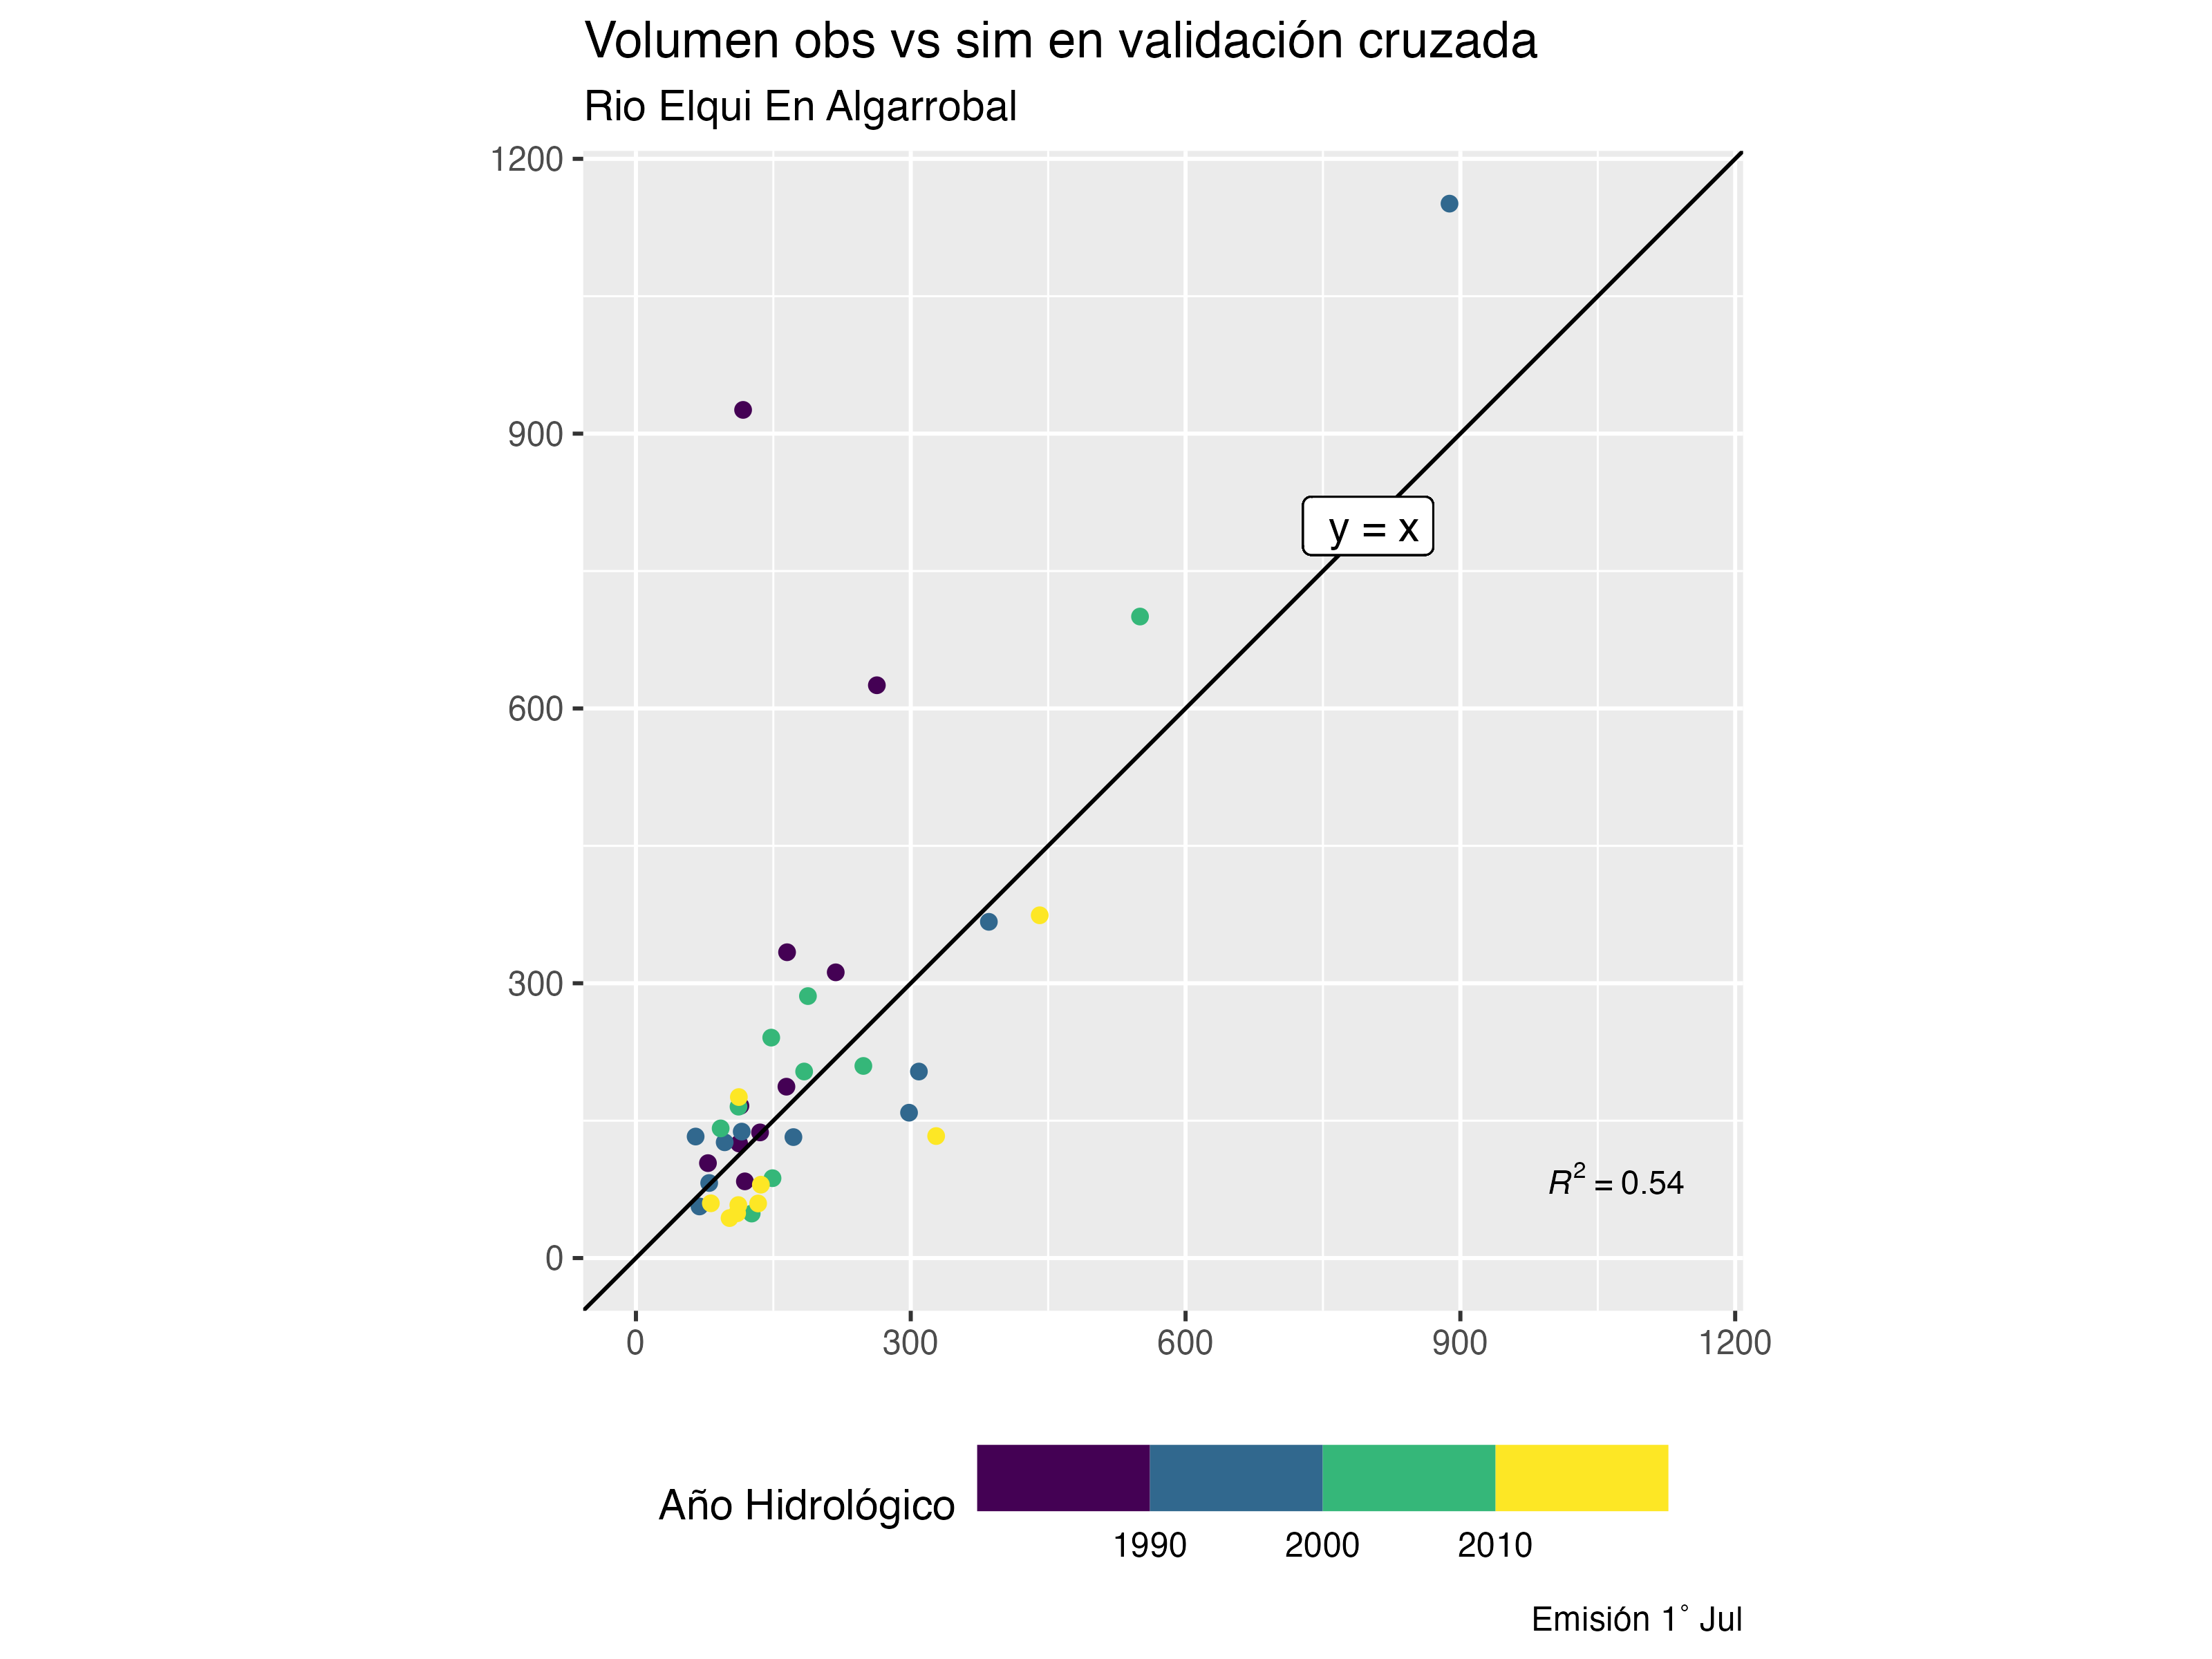 Volumen obs vs sim en validación cruzada
Rio Elqui En Algarrobal
1200
900
600
300
0
y = x
R² = 0.54
0 300 600 900 1200
Año Hidrológico
1990 2000 2010
Emisión 1° Jul